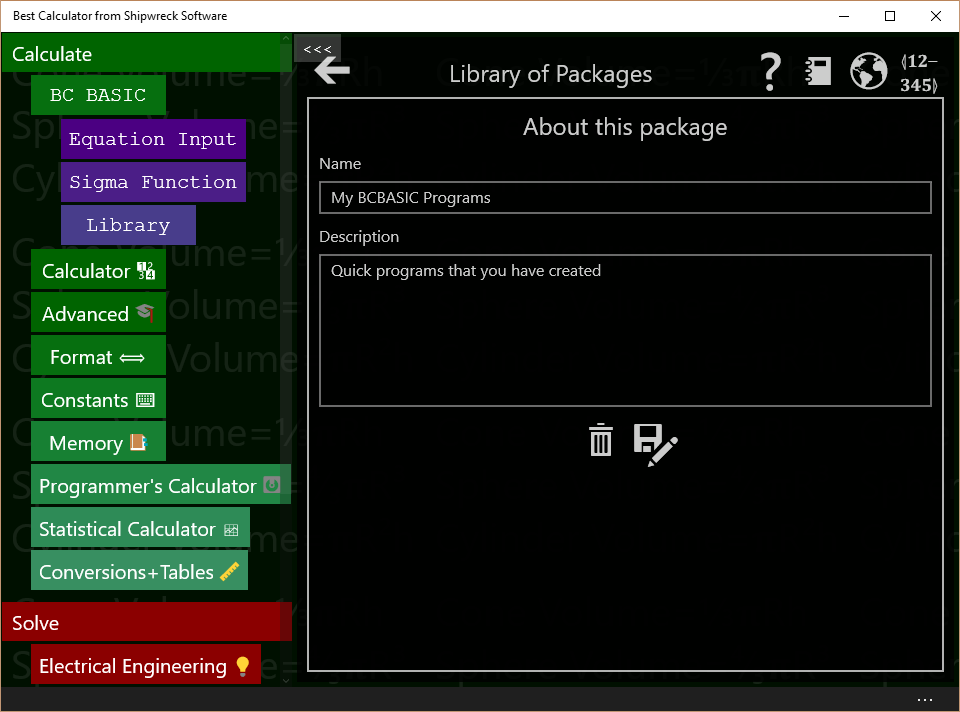 Best Calculator from Shipwreck Software
Calculate
<<<
Library of Packages
?
(12–
345)
BC BASIC
Equation Input
Sigma Function
Library
Calculator
Advanced
Format
Constants
Memory
Programmer's Calculator
Statistical Calculator
Conversions+Tables
Solve
Electrical Engineering
About this package
Name
My BCBASIC Programs
Description
Quick programs that you have created
...